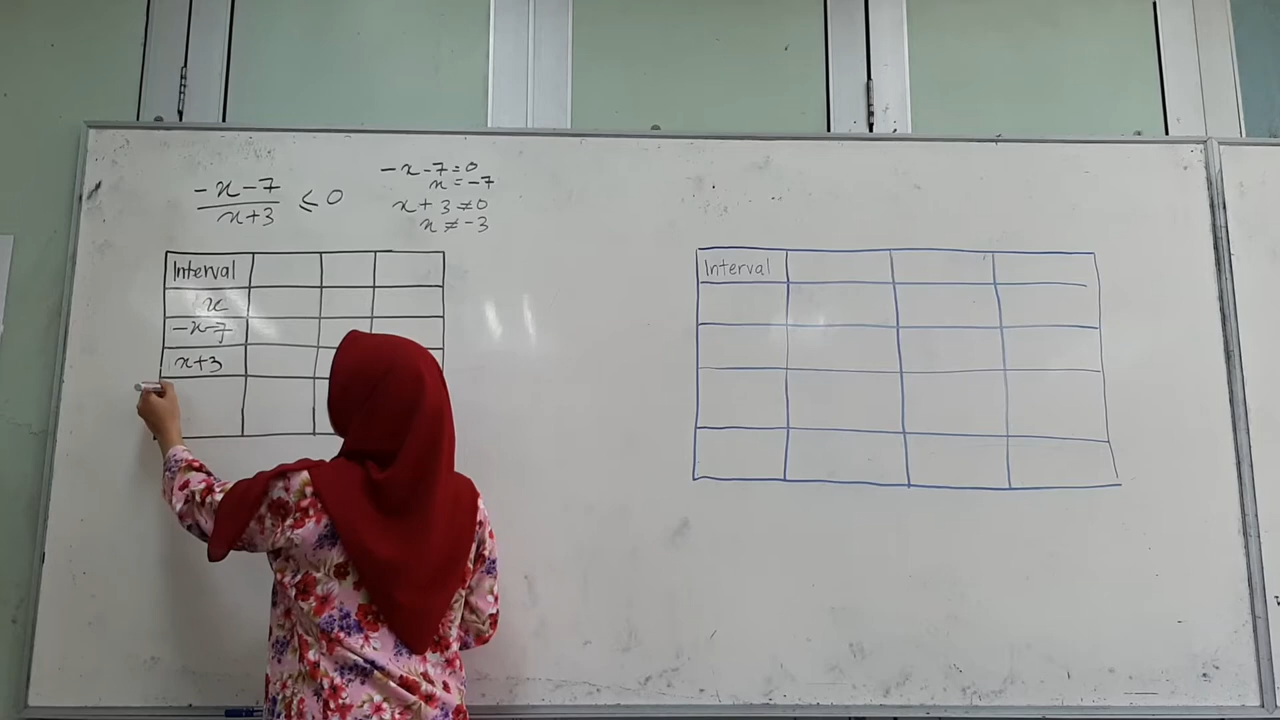 -x-7
x+3 ≤ 0
-x-7=0
x=-7
x+3≠0
x≠-3
Interval
x
-x-7
x+3
Interval